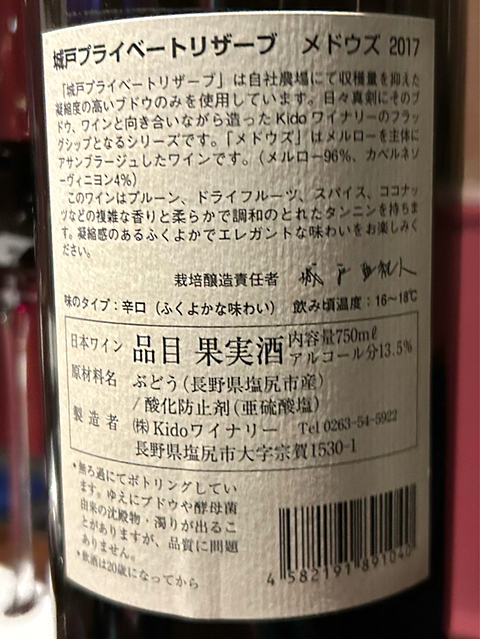 城戸プライベートリザーブ　メドウズ 2017
「城戸プライベートリザーブ」は自社農場にて収穫量を抑えた
凝縮度の高いブドウのみを使用しています。日々真剣にそのブ
ドウ、ワインと向き合いながら造ったKidoワイナリーのフラッ
グシップとなるシリーズです。「メドウズ」はメルローを主体に
アサンブラージュしたワインです。（メルロー96%、カベルネソ
ーヴィニヨン4%）
このワインはプルーン、ドライフルーツ、スパイス、ココナッ
ツなどの複雑な香りと柔らかで調和のとれたタンニンを持ちま
す。凝縮感のあるふくよかでエレガントな味わいをお楽しみく
ださい。
栽培醸造責任者 城戸亜紀人
味のタイプ：辛口（ふくよかな味わい）　飲み頃温度：16〜18℃
日本ワイン 品目 果実酒 内容量750mℓ
アルコール分13.5%
原材料名 ぶどう（長野県塩尻市産）
/ 酸化防止剤（亜硫酸塩）
製造者 ㈱Kidoワイナリー Tel 0263-54-5922
長野県塩尻市大字宗賀1530-1
・無ろ過にてボトリングしてい
ます。ゆえにブドウや酵母菌
由来の沈殿物・濁りが出るこ
とがありますが、品質に問題
ありません。
・飲酒は20歳になってから
4 582191 891040